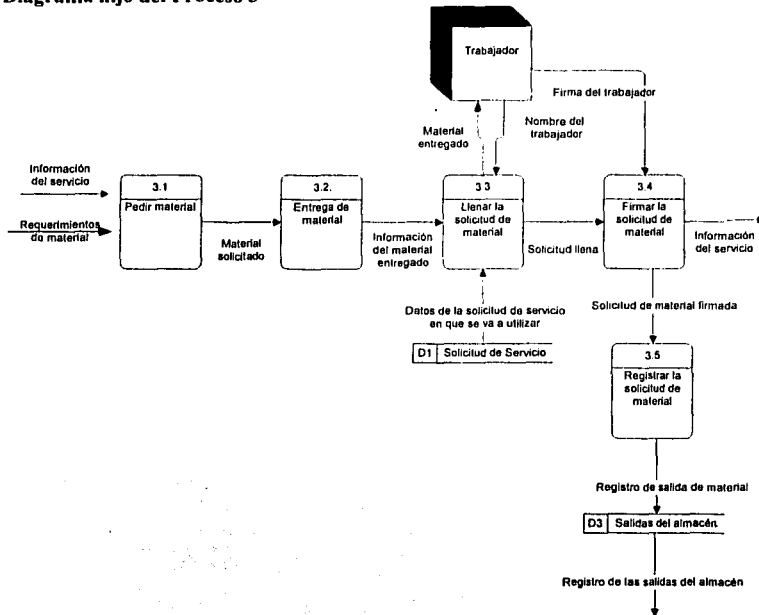 Diagrama hijo del Proceso 3
Trabajador
Firma del trabajador
Material
entregado
Nombre del
trabajador
Información
del servicio
Requerimientos
de material
3.1
Pedir material
Material
solicitado
3.2.
Entrega de
material
Información
del material
entregado
3.3
Llenar la
solicitud de
material
Solicitud llena
3.4
Firmar la
solicitud de
material
Información
del servicio
Datos de la solicitud de servicio
en que se va a utilizar
D1 Solicitud de Servicio
Solicitud de material firmada
3.5
Registrar la
solicitud de
material
Registro de salida de material
D3 Salidas del almacén
Registro de las salidas del almacén